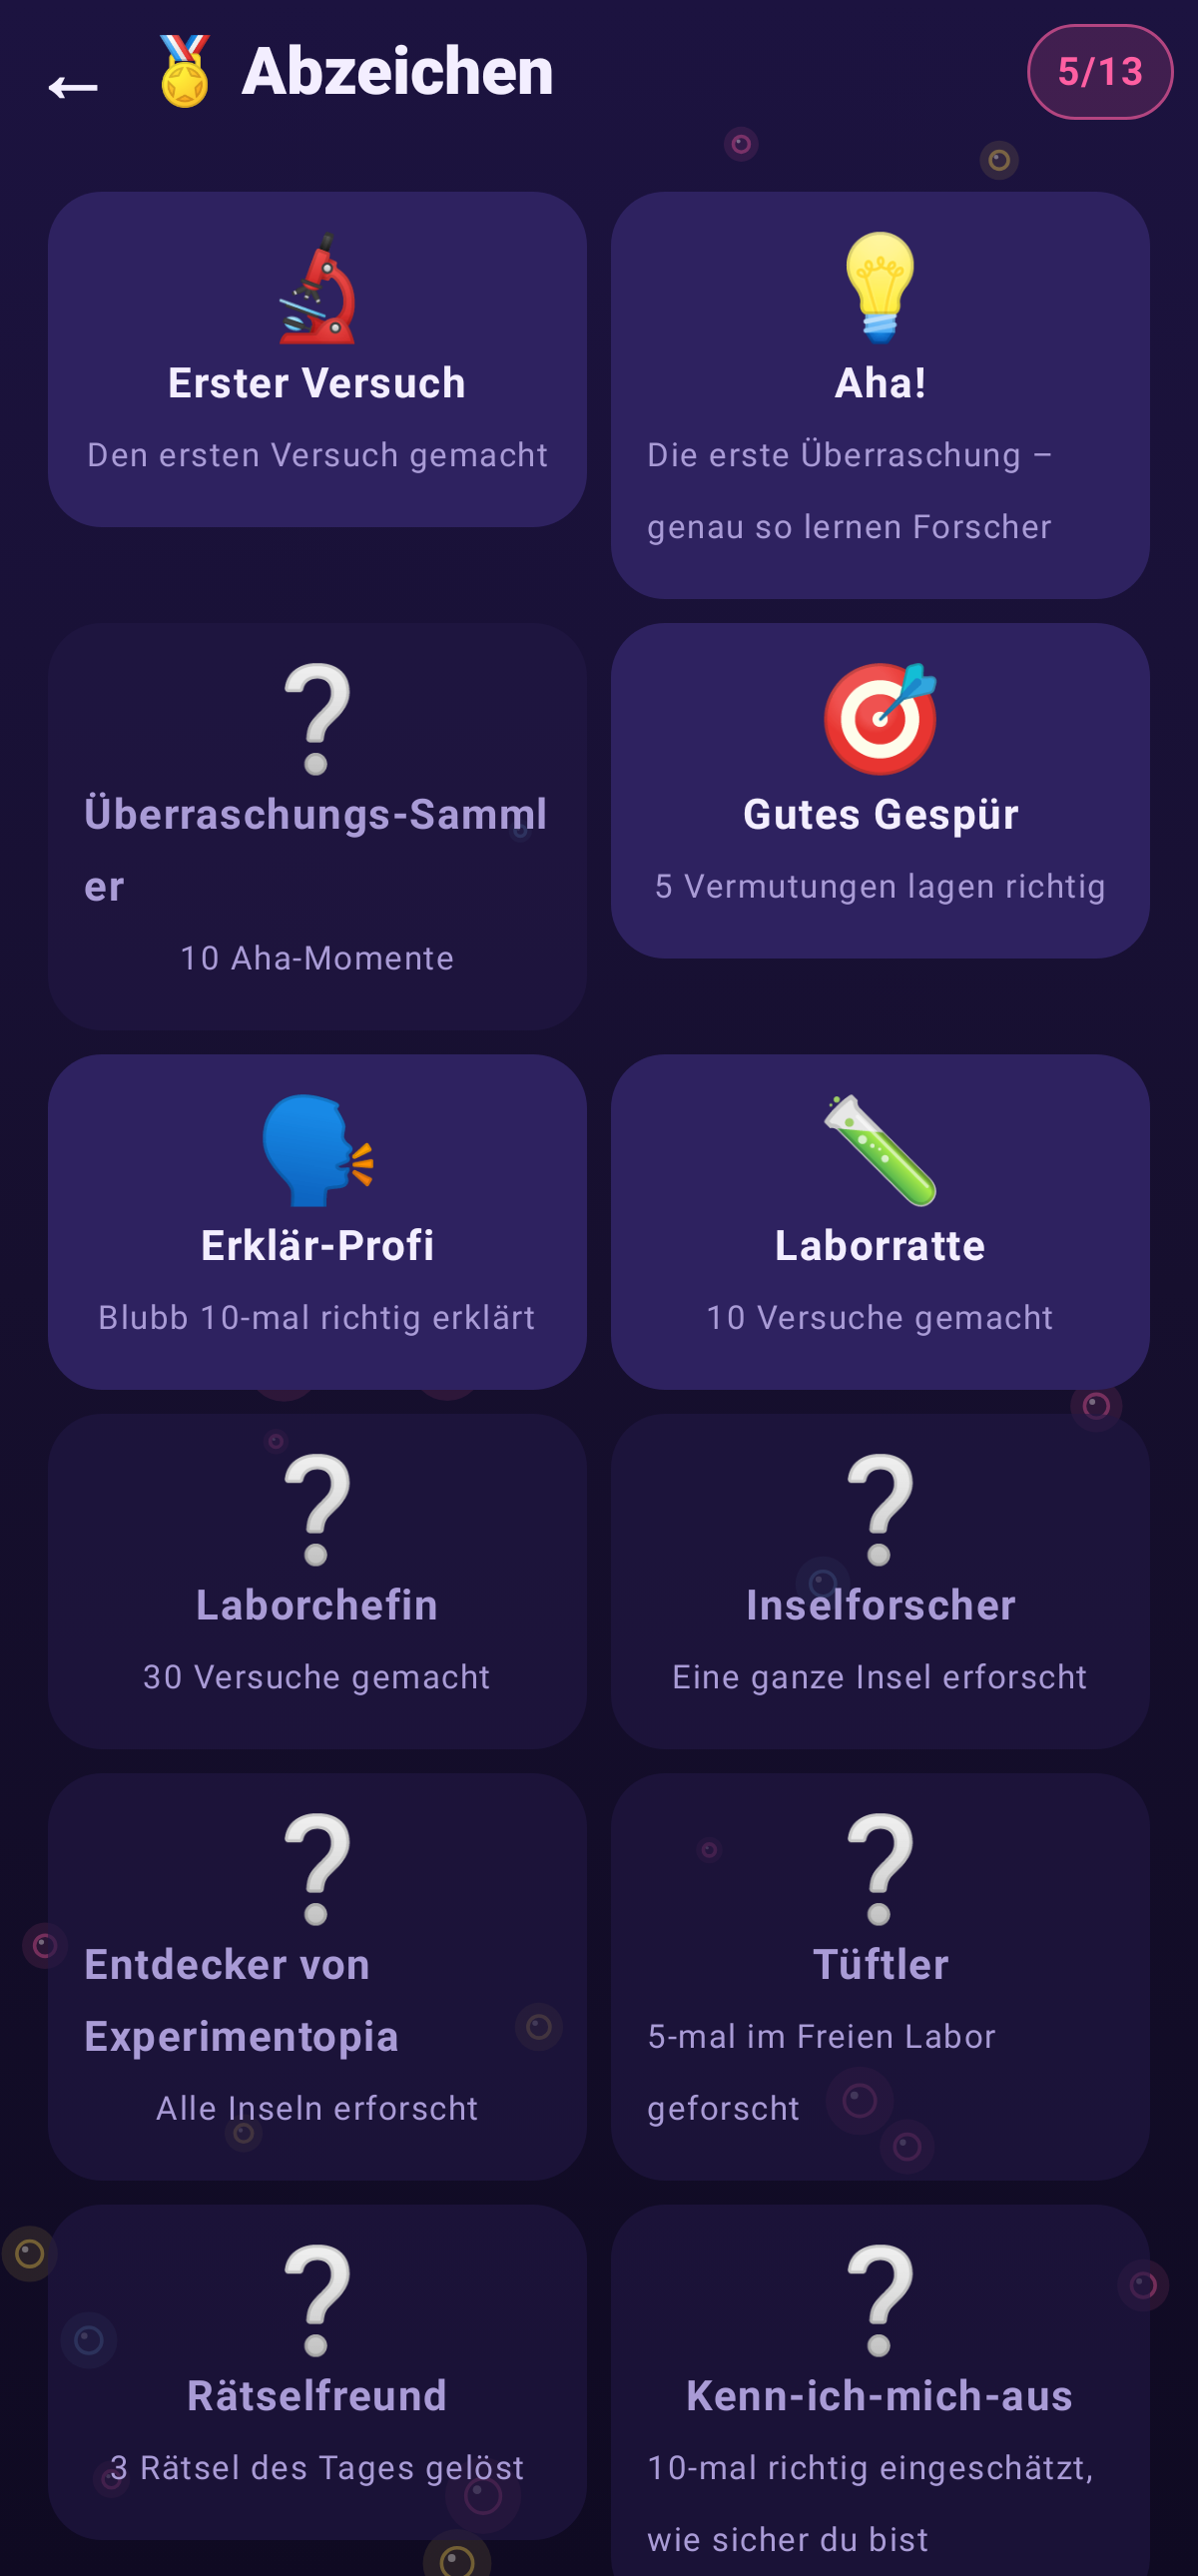 ← 🏅 Abzeichen
5/13
Erster Versuch
Den ersten Versuch gemacht
Aha!
Die erste Überraschung –
genau so lernen Forscher
Überraschungs-Samml
er
10 Aha-Momente
Gutes Gespür
5 Vermutungen lagen richtig
Erklär-Profi
Blubb 10-mal richtig erklärt
Laborratte
10 Versuche gemacht
Laborchefin
30 Versuche gemacht
Inselforscher
Eine ganze Insel erforscht
Entdecker von
Experimentopia
Alle Inseln erforscht
Tüftler
5-mal im Freien Labor
geforscht
Rätselfreund
3 Rätsel des Tages gelöst
Kenn-ich-mich-aus
10-mal richtig eingeschätzt,
wie sicher du bist